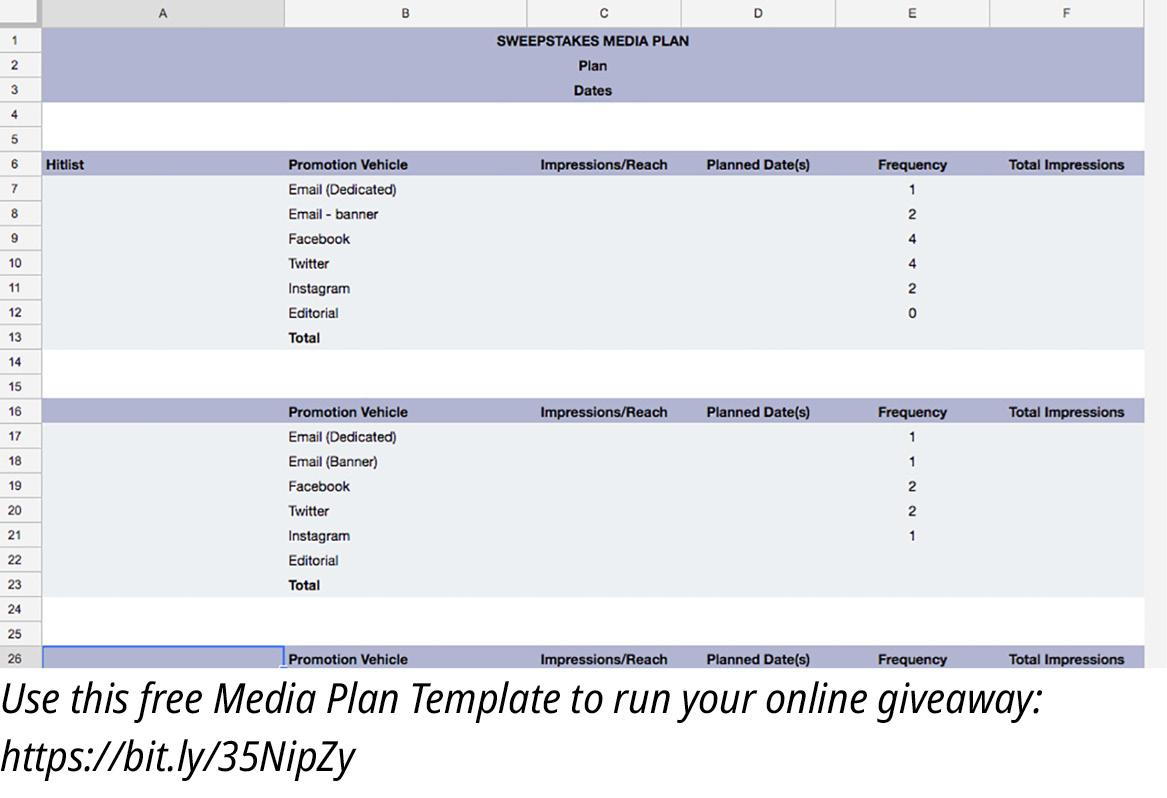 A B C D E F
1 SWEEPSTAKES MEDIA PLAN
2 Plan
3 Dates
4
5
6 Hitlist Promotion Vehicle Impressions/Reach Planned Date(s) Frequency Total Impressions
7 Email (Dedicated) 1
8 Email - banner 2
9 Facebook 4
10 Twitter 4
11 Instagram 2
12 Editorial 0
13 Total
14
15
16 Promotion Vehicle Impressions/Reach Planned Date(s) Frequency Total Impressions
17 Email (Dedicated) 1
18 Email (Banner) 1
19 Facebook 2
20 Twitter 2
21 Instagram 1
22 Editorial
23 Total
24
25
26 Promotion Vehicle Impressions/Reach Planned Date(s) Frequency Total Impressions
Use this free Media Plan Template to run your online giveaway:
https://bit.ly/35NipZy